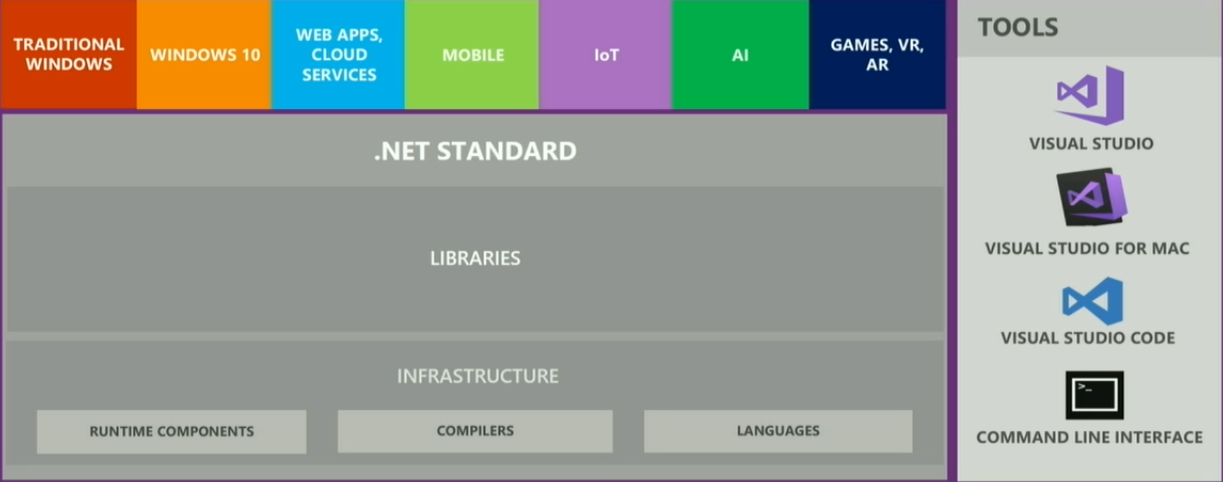 TRADITIONAL
WINDOWS
WINDOWS 10
WEB APPS,
CLOUD
SERVICES
MOBILE
IoT
AI
GAMES, VR,
AR
.NET STANDARD
LIBRARIES
INFRASTRUCTURE
RUNTIME COMPONENTS
COMPILERS
LANGUAGES
TOOLS
VISUAL STUDIO
VISUAL STUDIO FOR MAC
VISUAL STUDIO CODE
>_
COMMAND LINE INTERFACE